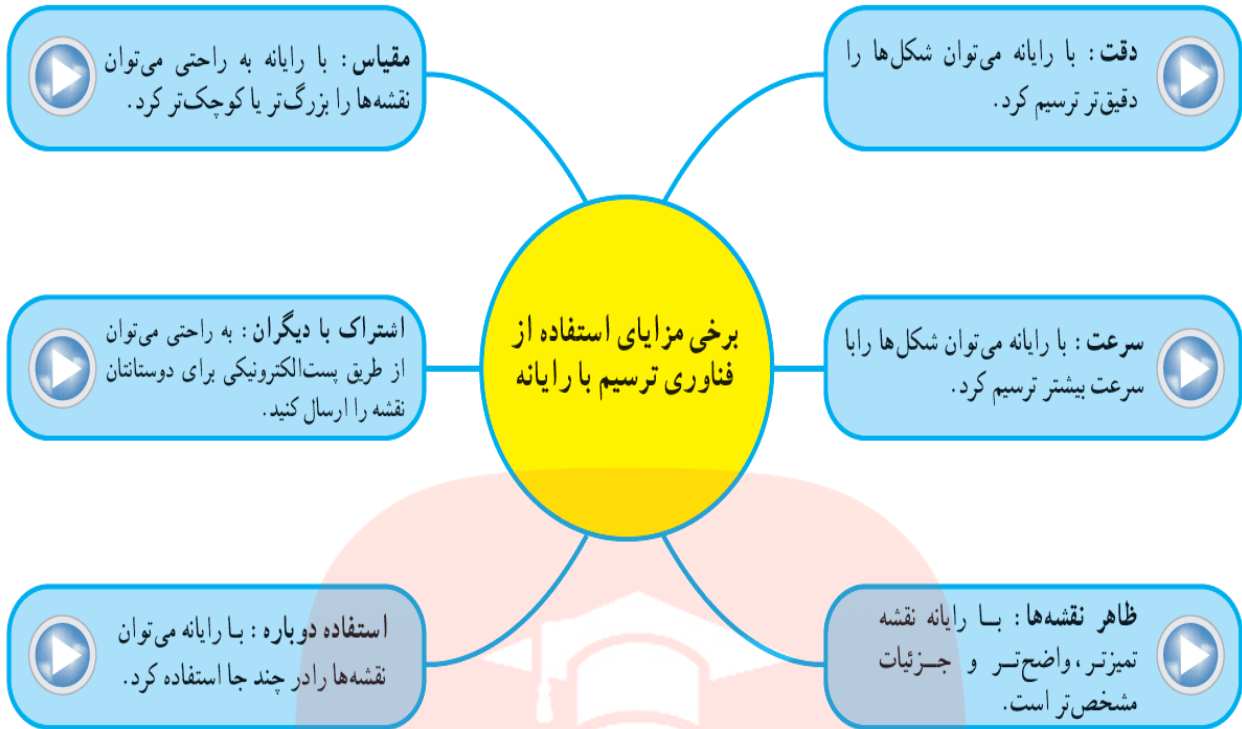 برخی مزایای استفاده از
فناوری ترسیم با رایانه
دقت : با رایانه می‌توان شکل‌ها را
دقیق‌تر ترسیم کرد.
سرعت : با رایانه می‌توان شکل‌ها رابا
سرعت بیشتر ترسیم کرد.
ظاهر نقشه‌ها : بـا رایانه نقشه
تمیزتـر، واضح‌تـر و جـزئیات
مشخص‌تر است.
مقیاس : با رایانه به راحتی می‌توان
نقشه‌ها را بزرگ‌تر یا کوچک‌تر کرد.
اشتراک با دیگران : به راحتی می‌توان
از طریق پست‌الکترونیکی برای دوستانتان
نقشه را ارسال کنید.
استفاده دوباره : بـا رایانه می‌توان
نقشه‌ها رادر چند جا استفاده کرد.